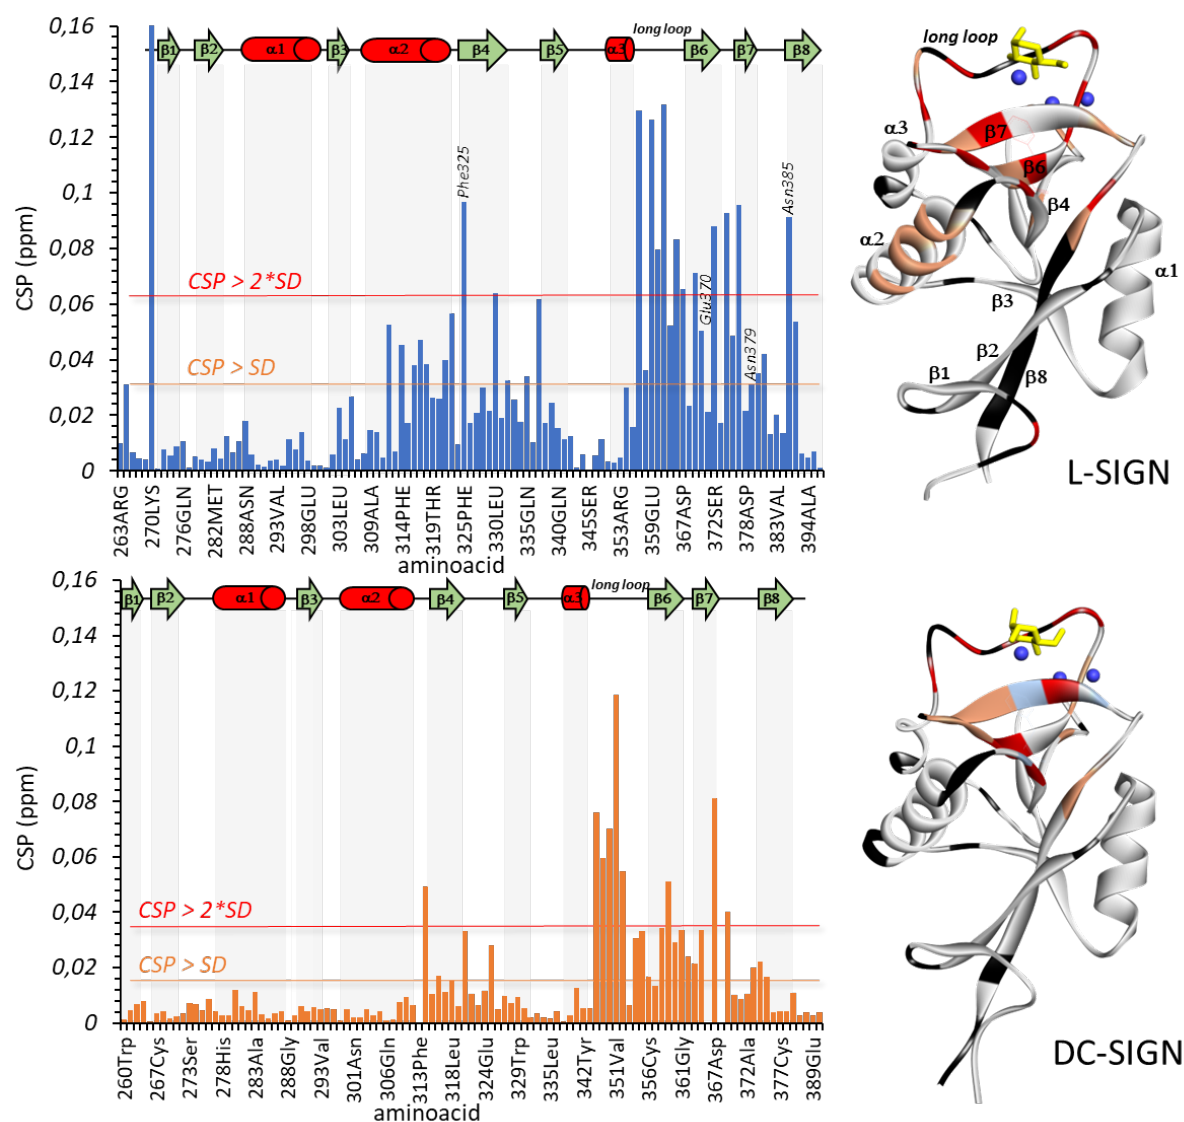 0,16
0,14
0,12
0,1
0,08
0,06
0,04
0,02
0
CSP (ppm)
β1 β2 α1 β3 α2 β4 β5 α3 long loop β6 β7 β8
Phe325
Asn385
Glu370
Asn379
CSP > 2*SD
CSP > SD
263ARG
270LYS
276GLN
282MET
288ASN
293VAL
298GLU
303LEU
309ALA
314PHE
319THR
325PHE
330LEU
335GLN
340GLN
345SER
353ARG
359GLU
367ASP
372SER
378ASP
383VAL
394ALA
aminoacid
long loop
α3
β7
β6
β4
α2
α1
β3
β2
β1
β8
L-SIGN
0,16
0,14
0,12
0,1
0,08
0,06
0,04
0,02
0
CSP (ppm)
β1 β2 α1 β3 α2 β4 β5 α3 long loop β6 β7 β8
CSP > 2*SD
CSP > SD
260Trp
267Cys
273Ser
278His
283Ala
288Gly
293Val
301Asn
306Gln
313Phe
318Leu
324Glu
329Trp
335Leu
342Tyr
351Val
356Cys
361Gly
367Asp
372Ala
377Cys
389Glu
aminoacid
DC-SIGN